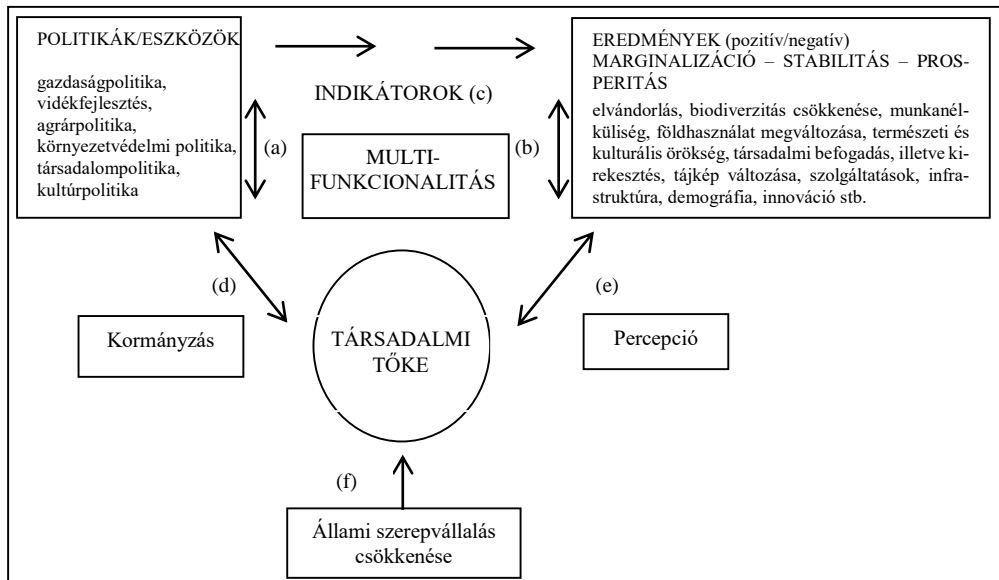 POLITIKÁK/ESZKÖZÖK
gazdaságpolitika,
vidékfejlesztés,
agrárpolitika,
környezetvédelmi politika,
társadalompolitika,
kultúrpolitika
(a)
INDIKÁTOROK (c)
MULTI-
FUNKCIONALITÁS
(b)
EREDMÉNYEK (pozitív/negatív)
MARGINALIZÁCIÓ – STABILITÁS – PROS-
PERITÁS
elvándorlás, biodiverzitás csökkenése, munkanél-
küliség, földhasználat megváltozása, természeti és
kulturális örökség, társadalmi befogadás, illetve ki-
rekesztés, tájkép változása, szolgáltatások, infra-
struktúra, demográfia, innováció stb.
(d)
(e)
Kormányzás
TÁRSADALMI
TŐKE
Percepció
(f)
Állami szerepvállalás
csökkenése